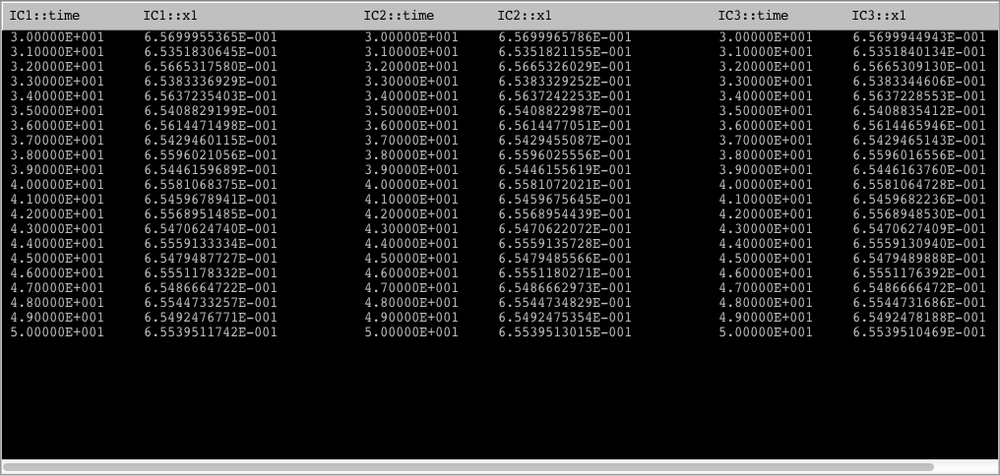 IC1::time IC1::x1 IC2::time IC2::x1 IC3::time IC3::x1
3.00000E+001 6.5699955365E-001 3.00000E+001 6.5699965786E-001 3.00000E+001 6.5699944943E-001
3.10000E+001 6.5351830645E-001 3.10000E+001 6.5351821155E-001 3.10000E+001 6.5351840134E-001
3.20000E+001 6.5665317580E-001 3.20000E+001 6.5665326029E-001 3.20000E+001 6.5665309130E-001
3.30000E+001 6.5383336929E-001 3.30000E+001 6.5383329252E-001 3.30000E+001 6.5383344606E-001
3.40000E+001 6.5637235403E-001 3.40000E+001 6.5637242253E-001 3.40000E+001 6.5637228553E-001
3.50000E+001 6.5408829199E-001 3.50000E+001 6.5408822987E-001 3.50000E+001 6.5408835412E-001
3.60000E+001 6.5614471498E-001 3.60000E+001 6.5614477051E-001 3.60000E+001 6.5614465946E-001
3.70000E+001 6.5429460115E-001 3.70000E+001 6.5429455087E-001 3.70000E+001 6.5429465143E-001
3.80000E+001 6.5596021056E-001 3.80000E+001 6.5596025556E-001 3.80000E+001 6.5596016556E-001
3.90000E+001 6.5446159689E-001 3.90000E+001 6.5446155619E-001 3.90000E+001 6.5446163760E-001
4.00000E+001 6.5581068375E-001 4.00000E+001 6.5581072021E-001 4.00000E+001 6.5581064728E-001
4.10000E+001 6.5459678941E-001 4.10000E+001 6.5459675645E-001 4.10000E+001 6.5459682236E-001
4.20000E+001 6.5568951485E-001 4.20000E+001 6.5568954439E-001 4.20000E+001 6.5568948530E-001
4.30000E+001 6.5470624740E-001 4.30000E+001 6.5470622072E-001 4.30000E+001 6.5470627409E-001
4.40000E+001 6.5559133334E-001 4.40000E+001 6.5559135728E-001 4.40000E+001 6.5559130940E-001
4.50000E+001 6.5479487727E-001 4.50000E+001 6.5479485566E-001 4.50000E+001 6.5479489888E-001
4.60000E+001 6.5551178332E-001 4.60000E+001 6.5551180271E-001 4.60000E+001 6.5551176392E-001
4.70000E+001 6.5486664722E-001 4.70000E+001 6.5486662973E-001 4.70000E+001 6.5486666472E-001
4.80000E+001 6.5544733257E-001 4.80000E+001 6.5544734829E-001 4.80000E+001 6.5544731686E-001
4.90000E+001 6.5492476771E-001 4.90000E+001 6.5492475354E-001 4.90000E+001 6.5492478188E-001
5.00000E+001 6.5539511742E-001 5.00000E+001 6.5539513015E-001 5.00000E+001 6.5539510469E-001